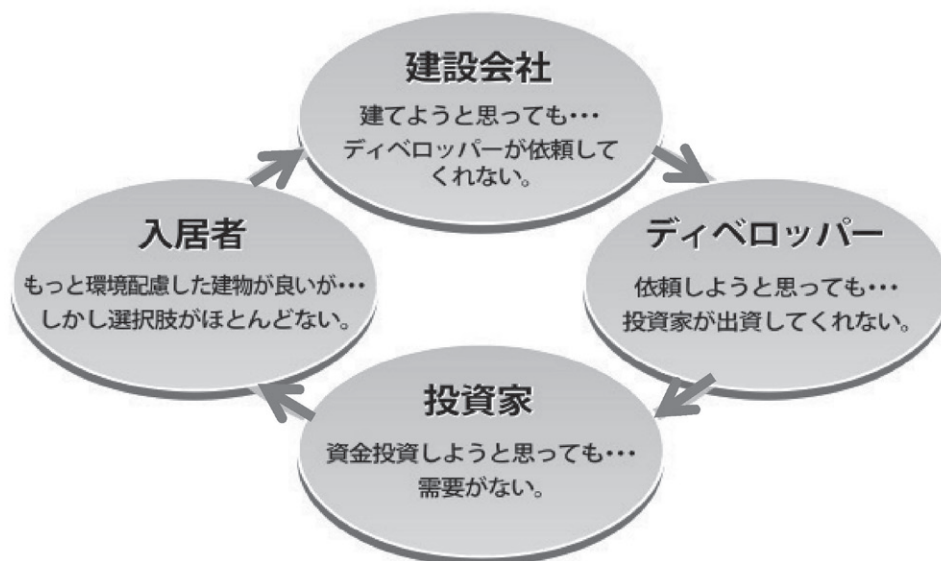 建設会社
建てようと思っても・・・
ディベロッパーが依頼して
くれない。
ディベロッパー
依頼しようと思っても・・・
投資家が出資してくれない。
投資家
資金投資しようと思っても・・・
需要がない。
入居者
もっと環境配慮した建物が良いが・・・
しかし選択肢がほとんどない。